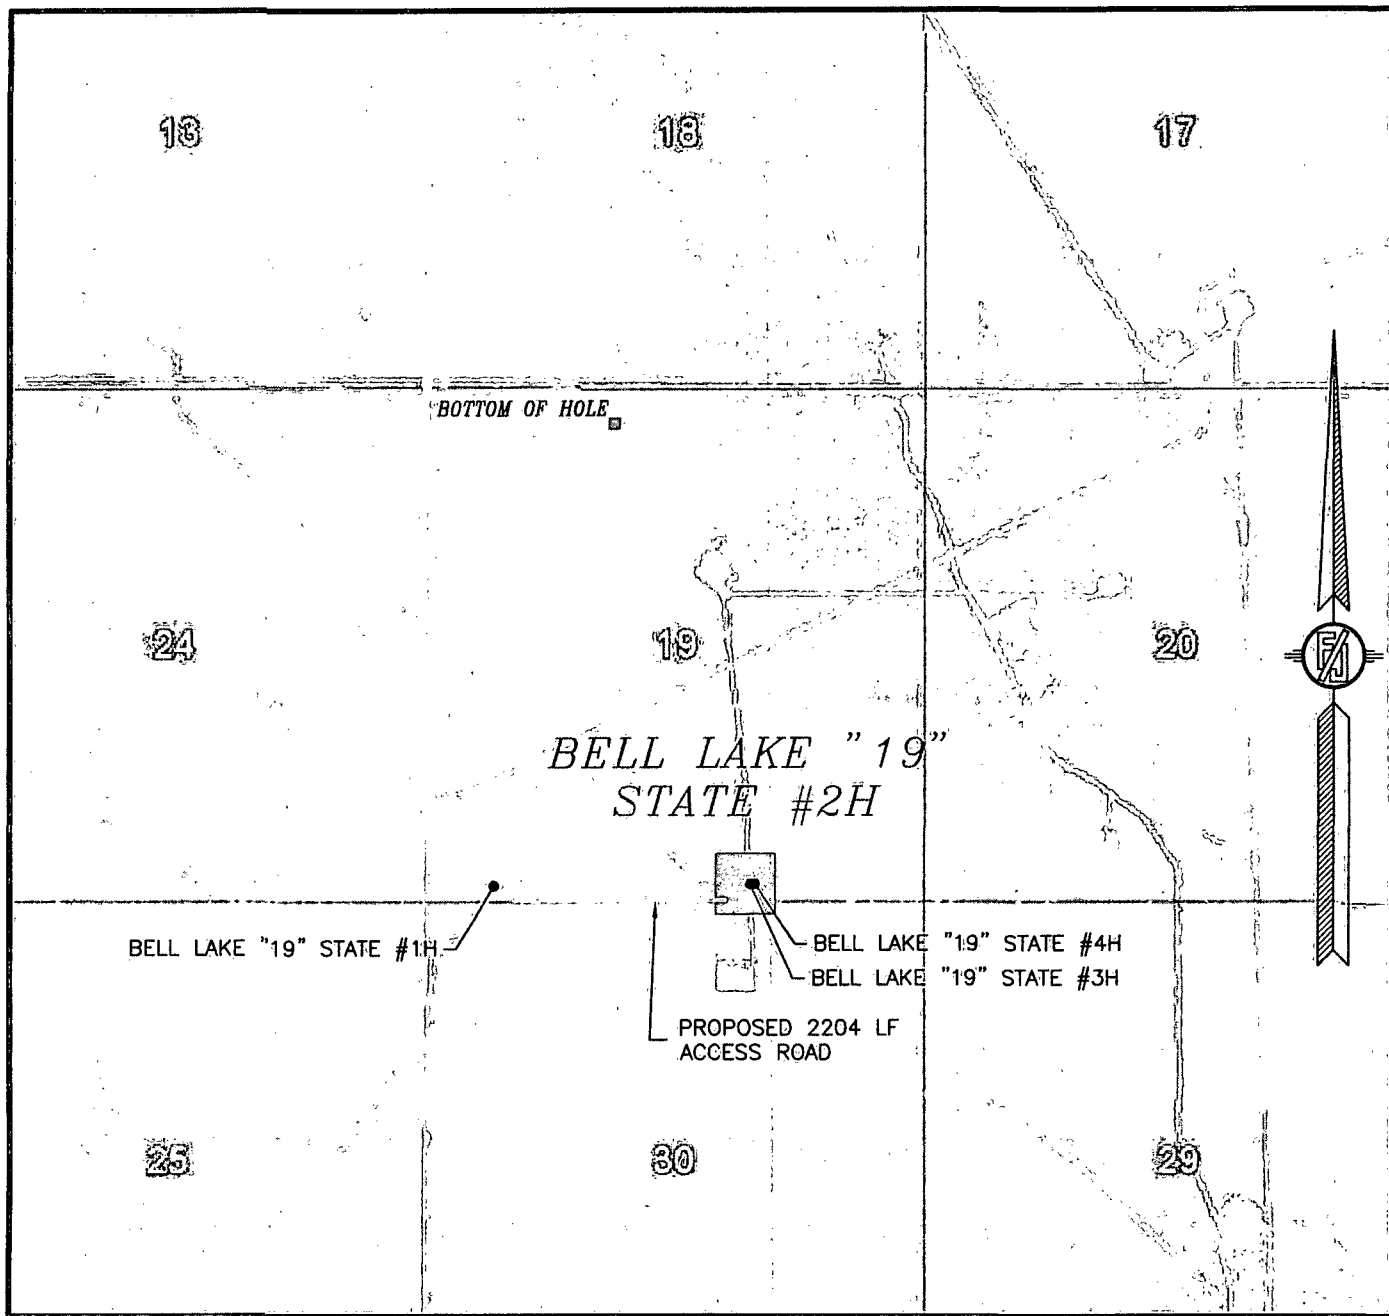 13
18
17
BOTTOM OF HOLE
24
19
20
BELL LAKE "19"
STATE #2H
BELL LAKE "19" STATE #1H
BELL LAKE "19" STATE #4H
BELL LAKE "19" STATE #3H
PROPOSED 2204 LF
ACCESS ROAD
25
30
29